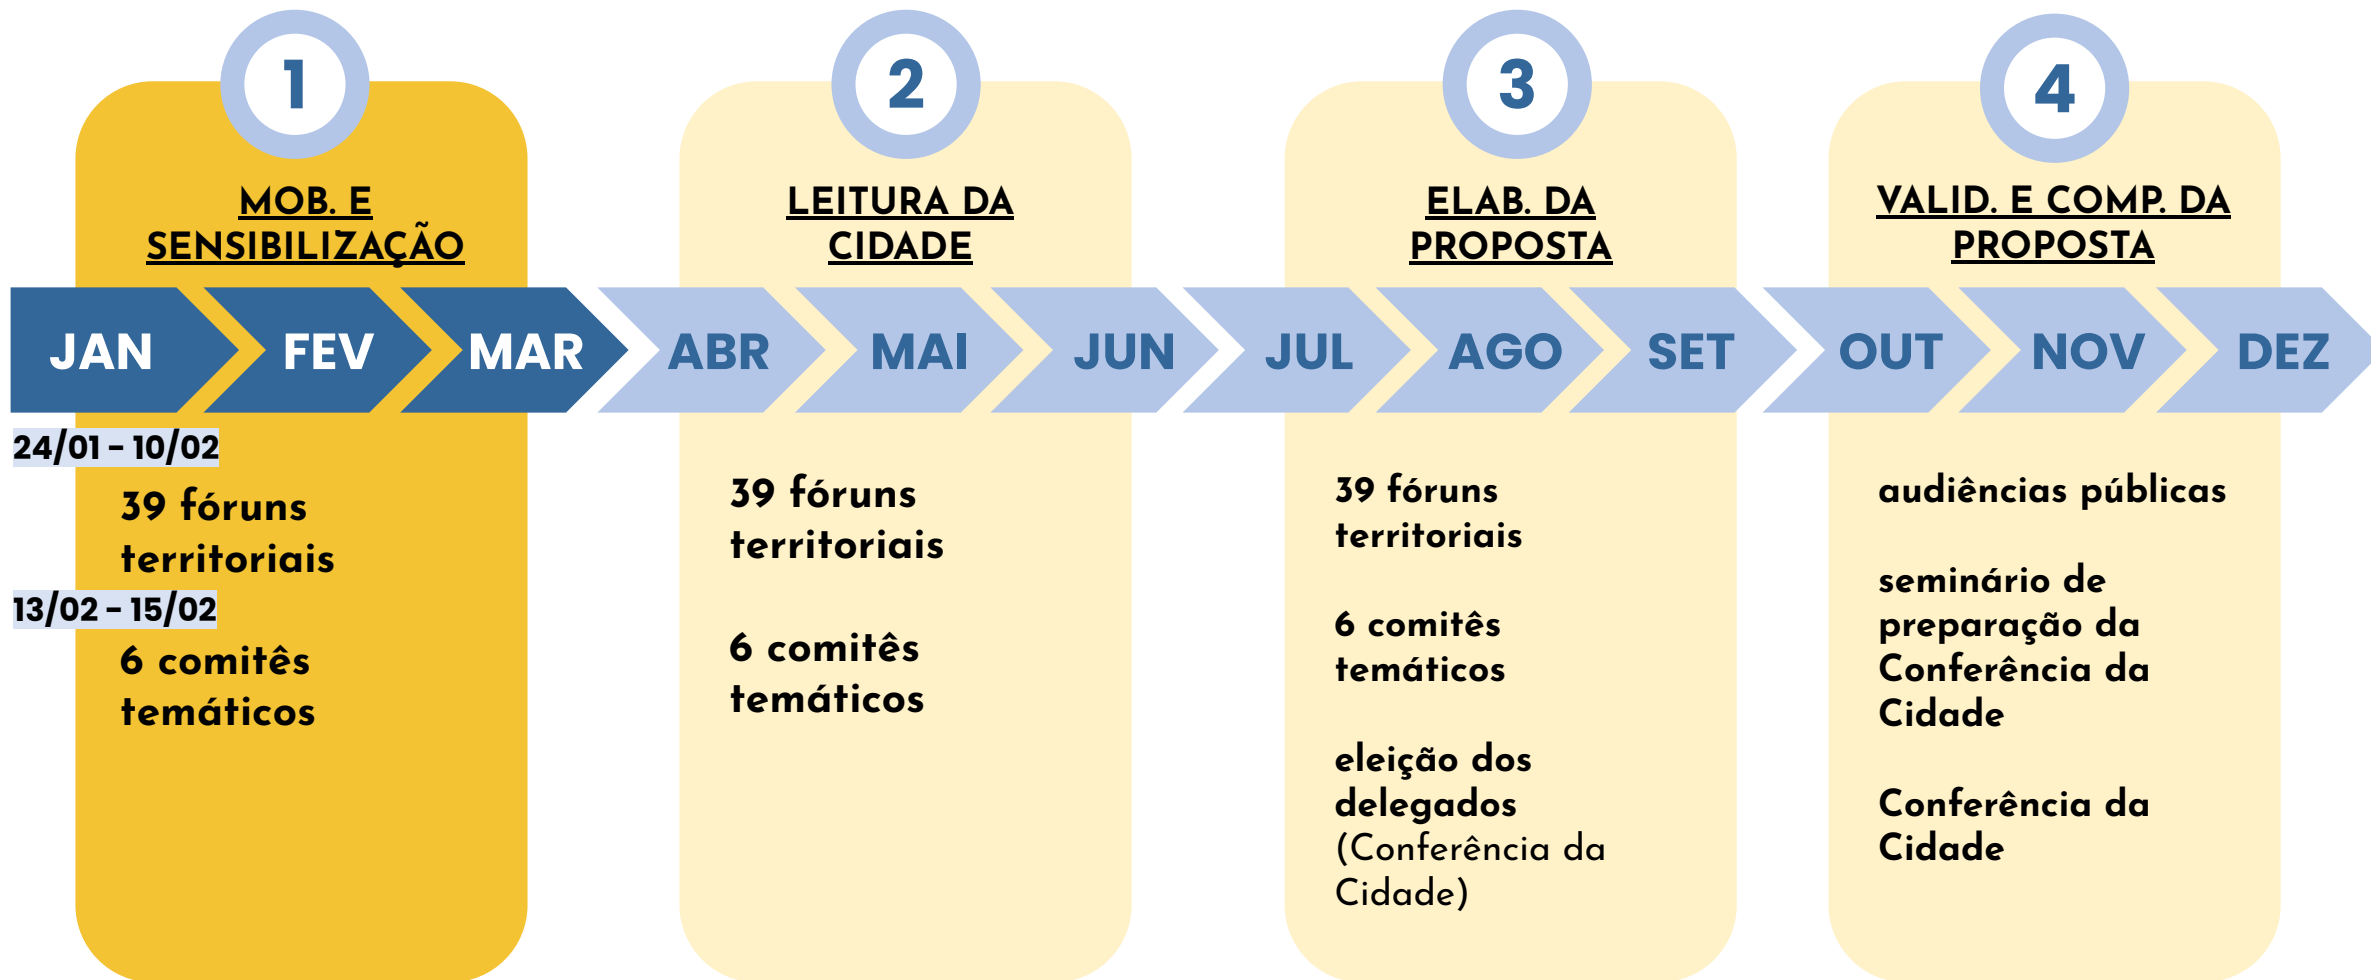 1
MOB. E
SENSIBILIZAÇÃO
2
LEITURA DA
CIDADE
3
ELAB. DA
PROPOSTA
4
VALID. E COMP. DA
PROPOSTA
JAN FEV MAR ABR MAI JUN JUL AGO SET OUT NOV DEZ
24/01 – 10/02
39 fóruns
territoriais
13/02 – 15/02
6 comitês
temáticos
39 fóruns
territoriais
6 comitês
temáticos
39 fóruns
territoriais
6 comitês
temáticos
eleição dos
delegados
(Conferência da
Cidade)
audiências públicas
seminário de
preparação da
Conferência da
Cidade
Conferência da
Cidade